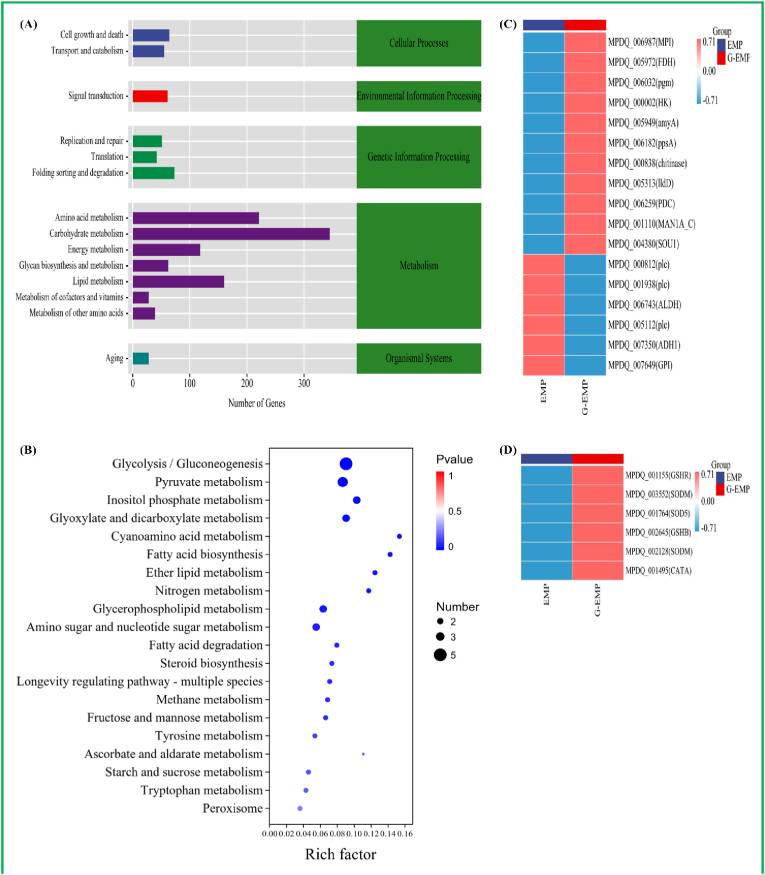 (A)
Cell growth and death
Transport and catabolism
Cellular Processes
Signal transduction
Environmental Information Processing
Replication and repair
Translation
Folding sorting and degradation
Genetic Information Processing
Amino acid metabolism
Carbohydrate metabolism
Energy metabolism
Glycan biosynthesis and metabolism
Lipid metabolism
Metabolism of cofactors and vitamins
Metabolism of other amino acids
Metabolism
Aging
Organismal Systems
0 100 200 300
Number of Genes
(B)
Glycolysis / Gluconeogenesis
Pyruvate metabolism
Inositol phosphate metabolism
Glyoxylate and dicarboxylate metabolism
Cyanoamino acid metabolism
Fatty acid biosynthesis
Ether lipid metabolism
Nitrogen metabolism
Glycerophospholipid metabolism
Amino sugar and nucleotide sugar metabolism
Fatty acid degradation
Steroid biosynthesis
Longevity regulating pathway - multiple species
Methane metabolism
Fructose and mannose metabolism
Tyrosine metabolism
Ascorbate and aldarate metabolism
Starch and sucrose metabolism
Tryptophan metabolism
Peroxisome
0.00 0.02 0.04 0.06 0.08 0.10 0.12 0.14 0.16
Rich factor
Pvalue
1
0.5
0
Number
2
3
5
(C)
MPDQ_006987(MPI)
MPDQ_005972(FDH)
MPDQ_006032(pgm)
MPDQ_000002(HK)
MPDQ_005949(amyA)
MPDQ_006182(ppsA)
MPDQ_000838(chitinase)
MPDQ_005313(lldD)
MPDQ_006259(PDC)
MPDQ_001110(MAN1A_C)
MPDQ_004380(SOU1)
MPDQ_000812(plc)
MPDQ_001938(plc)
MPDQ_006743(ALDH)
MPDQ_005112(plc)
MPDQ_007350(ADH1)
MPDQ_007649(GPI)
EMP
G-EMP
0.71
0.00
-0.71
Group
EMP
G-EMP
(D)
MPDQ_001155(GSHR)
MPDQ_003552(SODM)
MPDQ_001764(SOD5)
MPDQ_002645(GSHB)
MPDQ_002128(SODM)
MPDQ_001495(CATA)
EMP
G-EMP
0.71
0.00
-0.71
Group
EMP
G-EMP